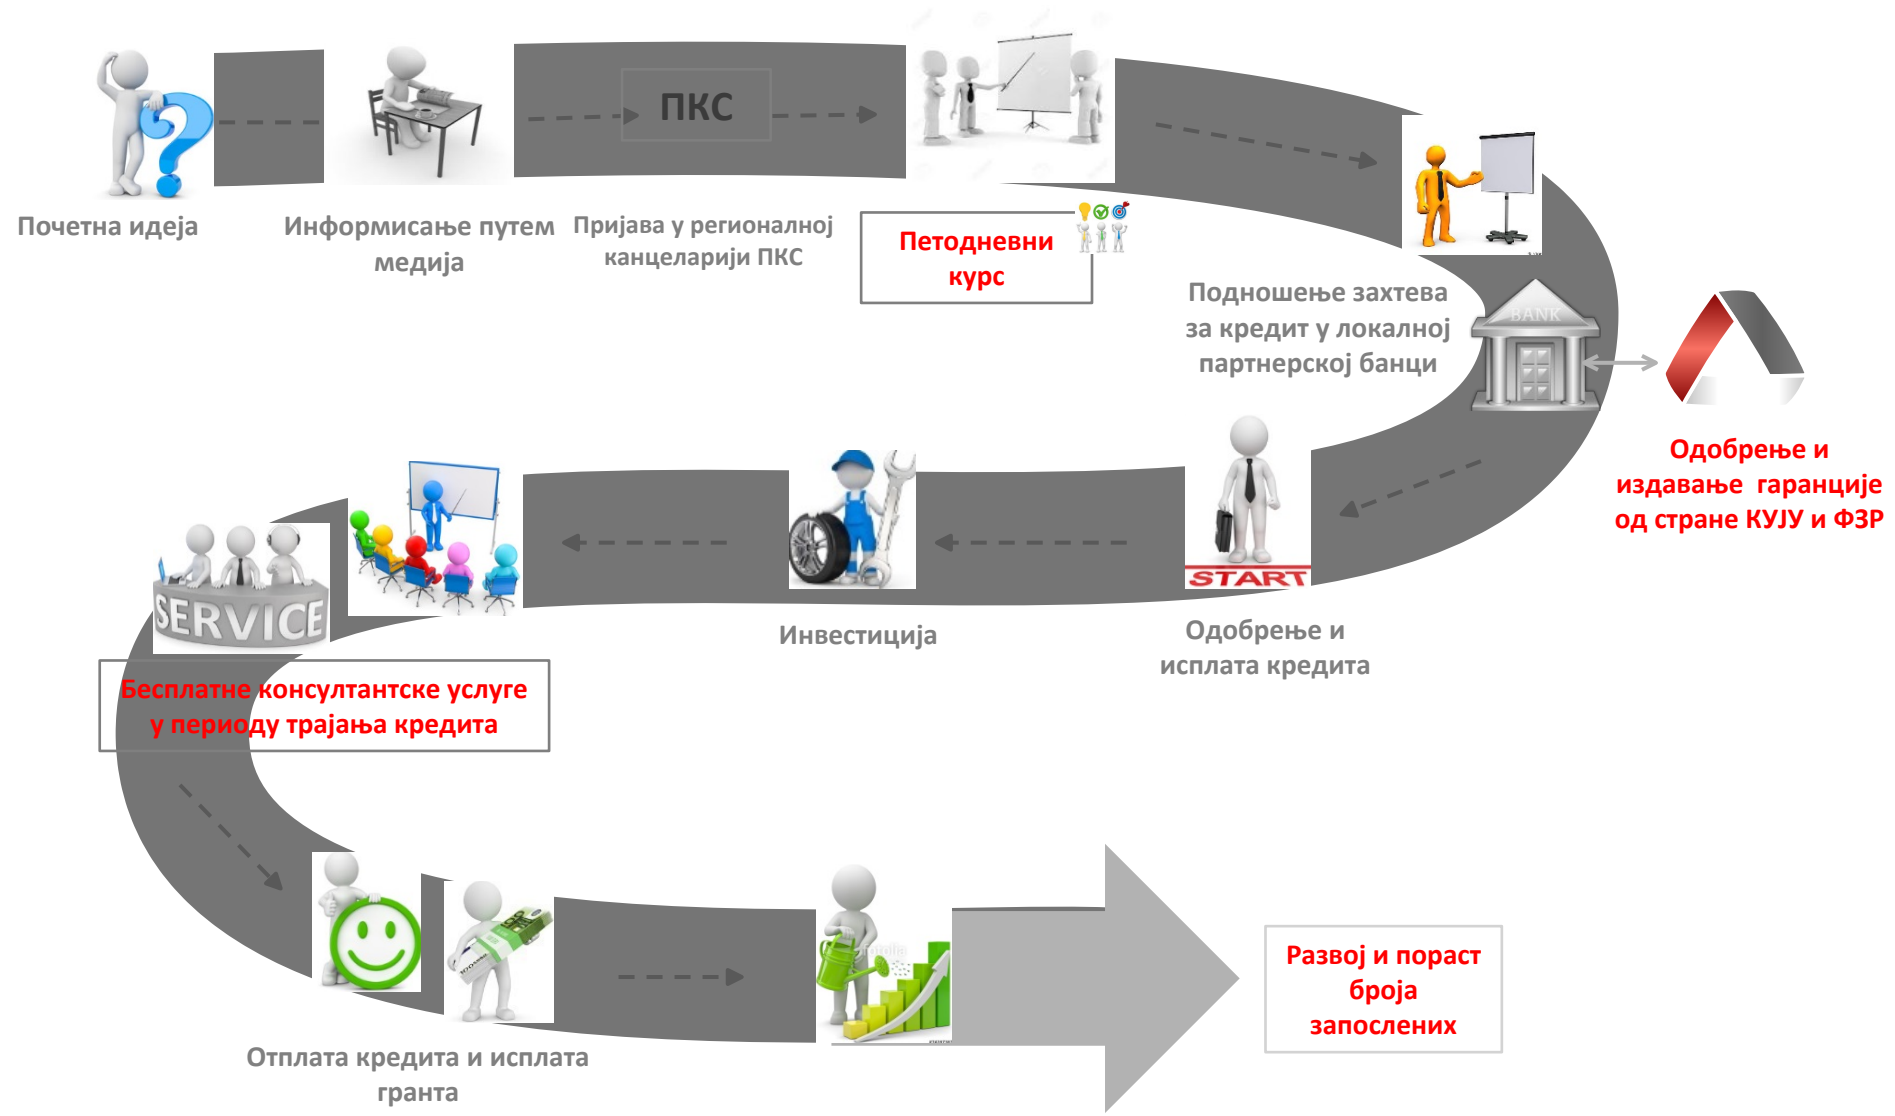 ПКС
Почетна идеја
Информисање путем
медија
Пријава у регионалној
канцеларији ПКС
Петодневни
курс
Подношење захтева
за кредит у локалној
партнерској банци
BANK
Одобрење и
издавање гаранције
од стране КУЈУ и ФЗР
START
Одобрење и
исплата кредита
Инвестиција
SERVICE
Бесплатне консултантске услуге
у периоду трајања кредита
Отплата кредита и исплата
гранта
Развој и пораст
броја
запослених